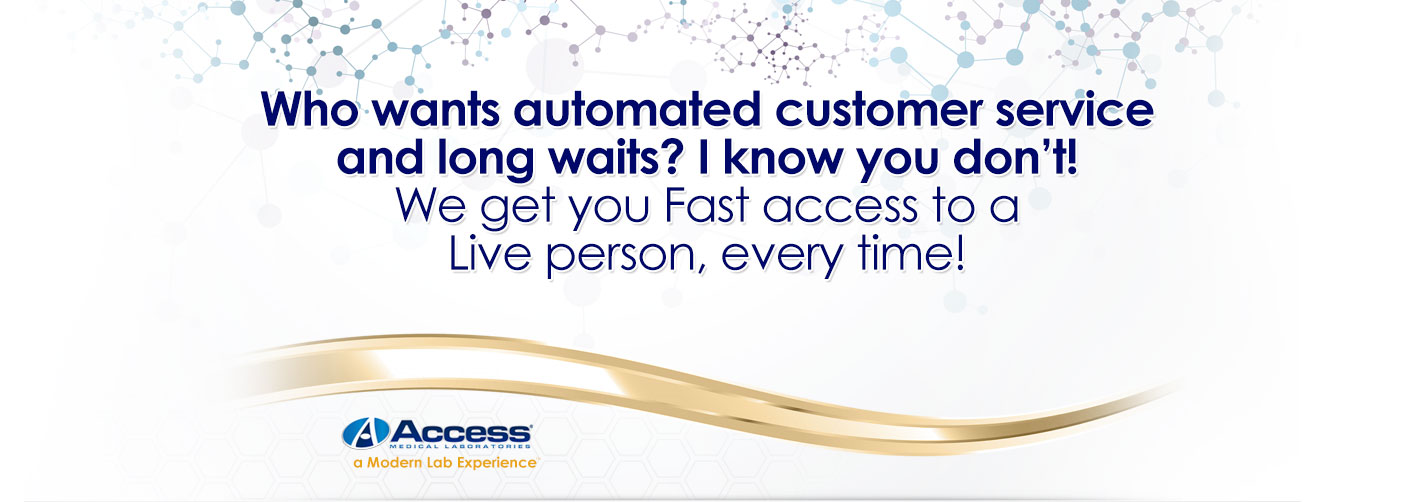 Who wants automated customer service
and long waits? I know you don't!
We get you Fast access to a
Live person, every time!
Access®
MEDICAL LABORATORIES
a Modern Lab Experience